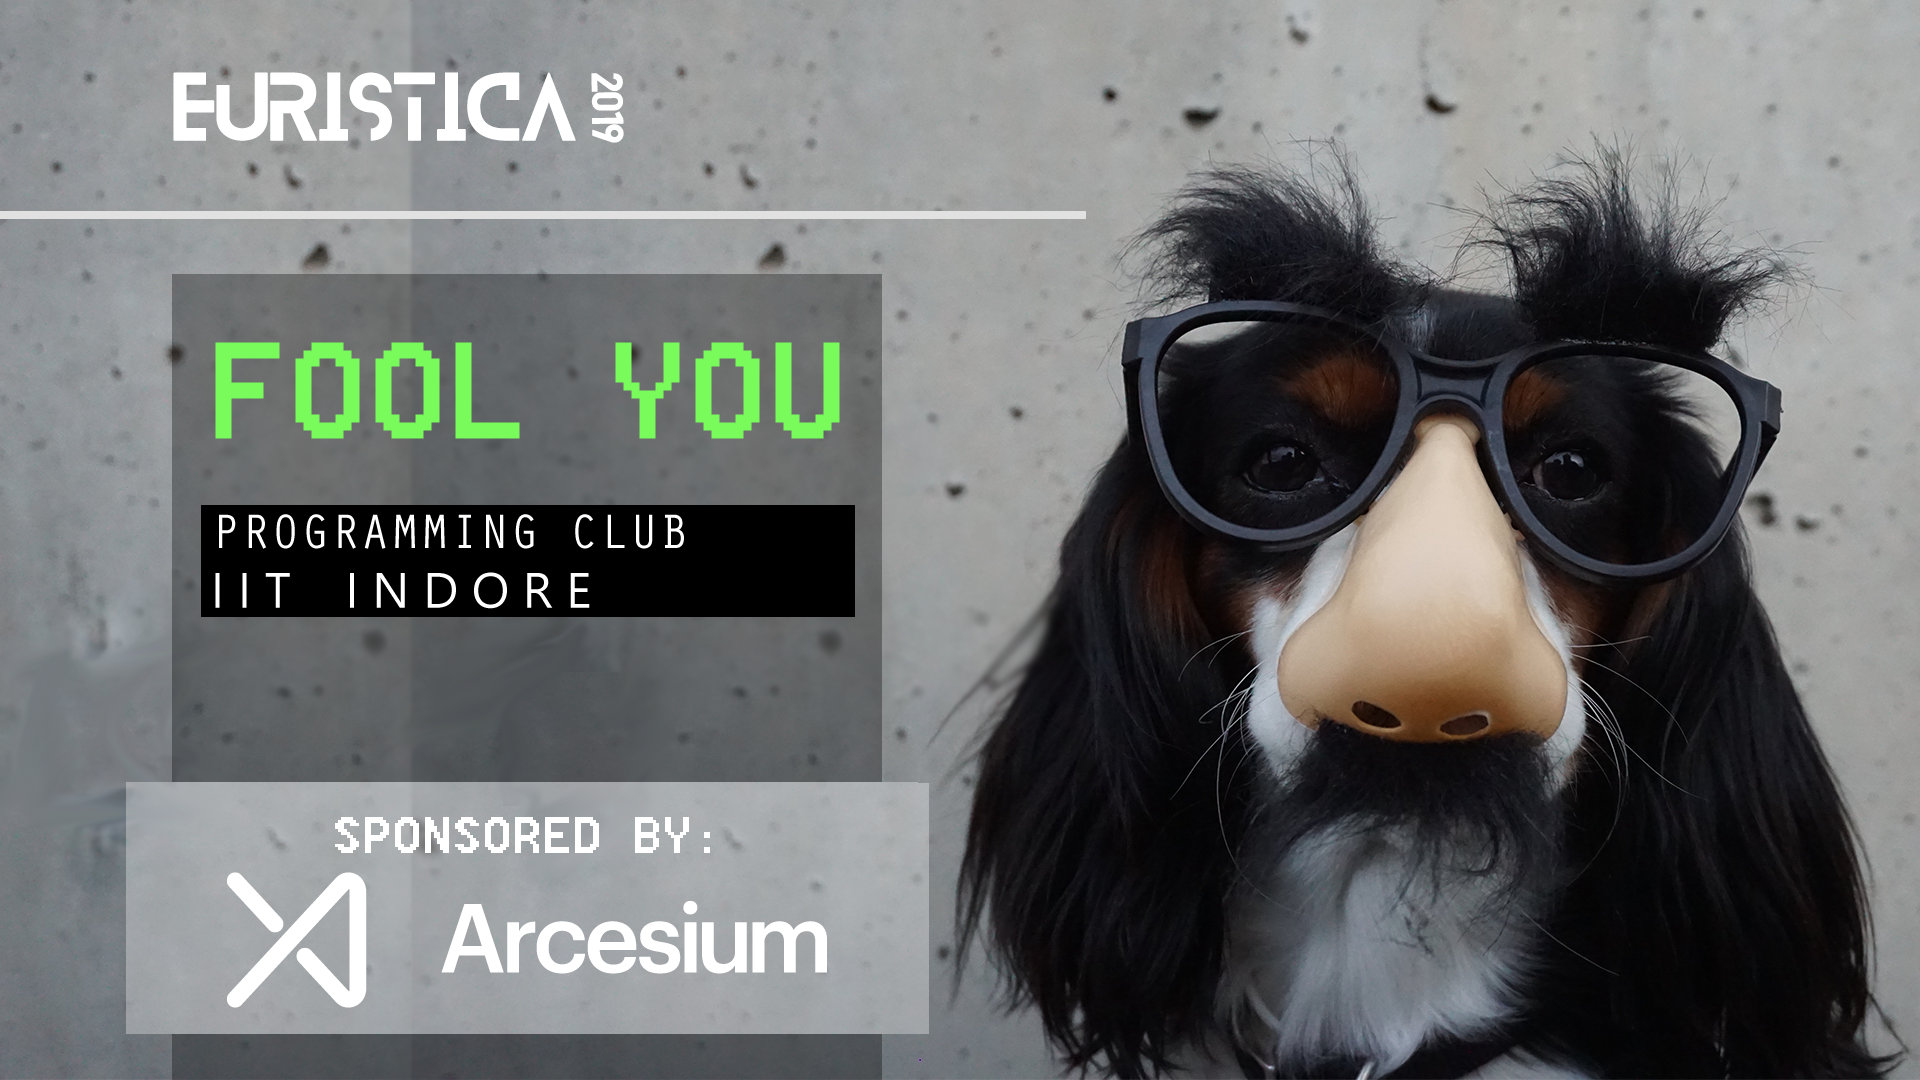 EURISTICA 2019
FOOL YOU
PROGRAMMING CLUB
IIT INDORE
SPONSORED BY:
Arcesium